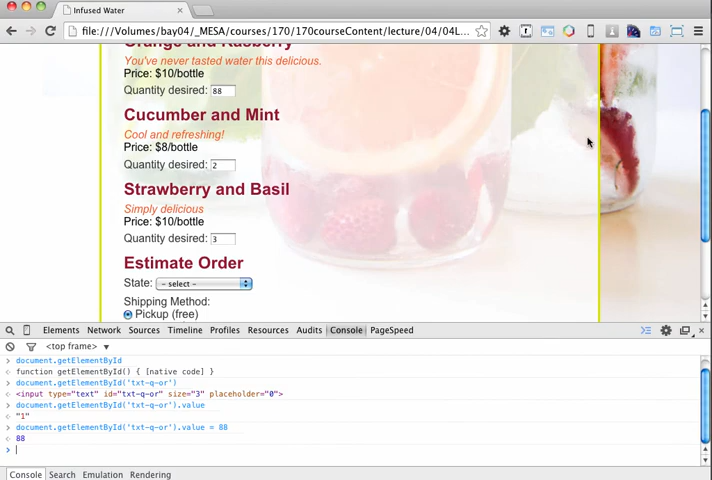 Infused Water
file:///Volumes/bay04/_MESA/courses/170/170courseContent/lecture/04/04L...
Orange and Rasberry
You've never tasted water this delicious.
Price: $10/bottle
Quantity desired: 88
Cucumber and Mint
Cool and refreshing!
Price: $8/bottle
Quantity desired: 2
Strawberry and Basil
Simply delicious
Price: $10/bottle
Quantity desired: 3
Estimate Order
State: - select -
Shipping Method:
Pickup (free)
Elements Network Sources Timeline Profiles Resources Audits Console PageSpeed
<top frame>
document.getElementById
function getElementById() { [native code] }
document.getElementById('txt-q-or')
<input type="text" id="txt-q-or" size="3" placeholder="0">
document.getElementById('txt-q-or').value
"1"
document.getElementById('txt-q-or').value = 88
88
Console Search Emulation Rendering